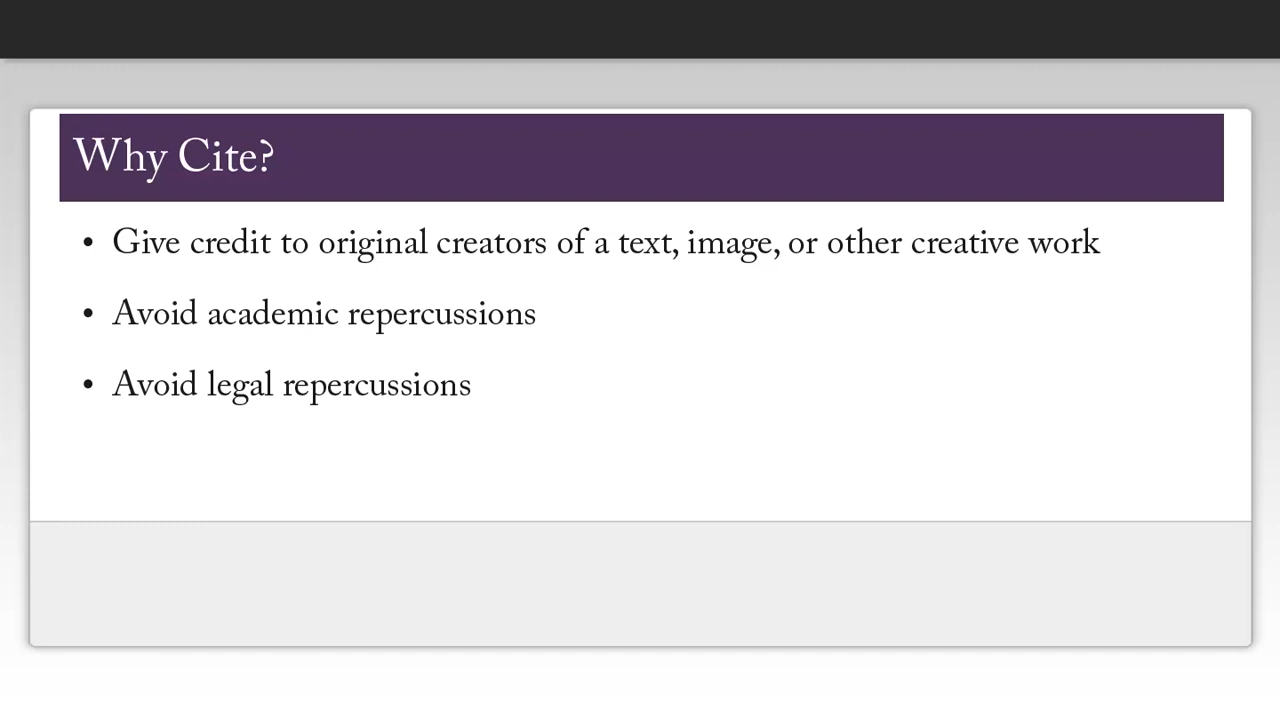 Why Cite?
• Give credit to original creators of a text, image, or other creative work
• Avoid academic repercussions
• Avoid legal repercussions